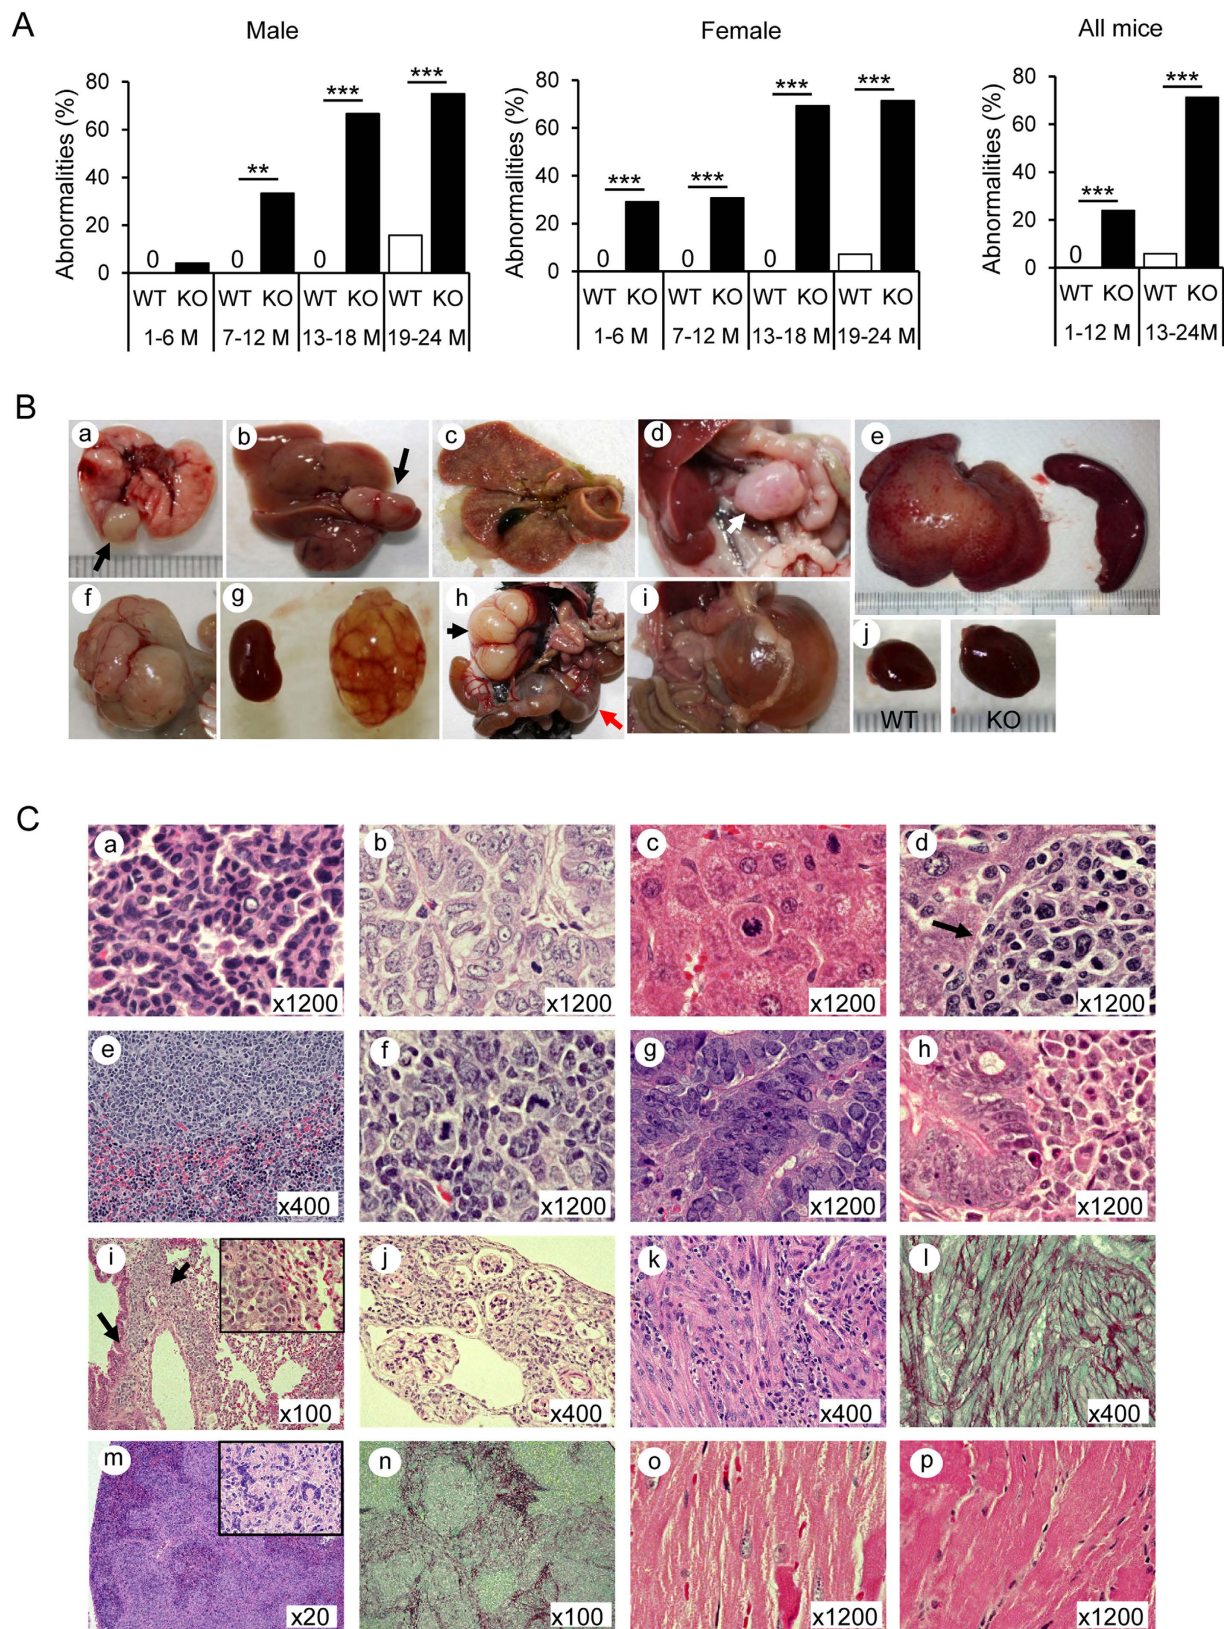 A
Male
Female
All mice
Abnormalities (%)
80
60
40
20
0
0
0
0
**
***
***
WT KO WT KO WT KO WT KO
1-6 M 7-12 M 13-18 M 19-24 M
Abnormalities (%)
80
60
40
20
0
***
***
***
***
0
0
0
WT KO WT KO WT KO WT KO
1-6 M 7-12 M 13-18 M 19-24 M
Abnormalities (%)
80
60
40
20
0
***
***
0
WT KO WT KO
1-12 M 13-24M
B
a
b
c
d
e
f
g
h
i
j
WT
KO
C
a
x1200
b
x1200
c
x1200
d
x1200
e
x400
f
x1200
g
x1200
h
x1200
i
x100
j
x400
k
x400
l
x400
m
x20
n
x100
o
x1200
p
x1200